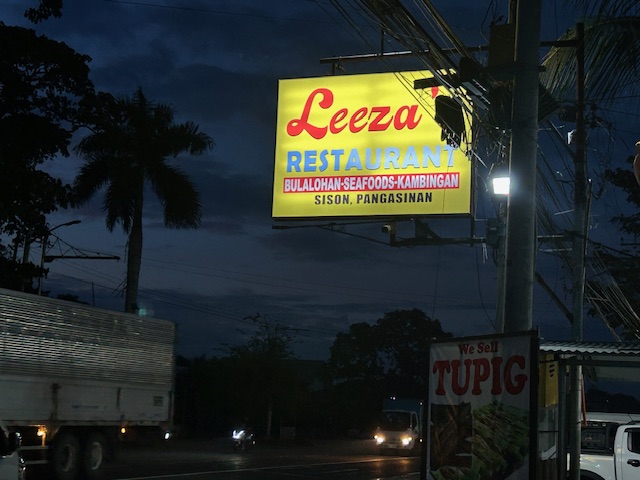 Leeza's
RESTAURANT
BULALOHAN-SEAFOODS-KAMBINGAN
SISON, PANGASINAN
We Sell
TUPIG